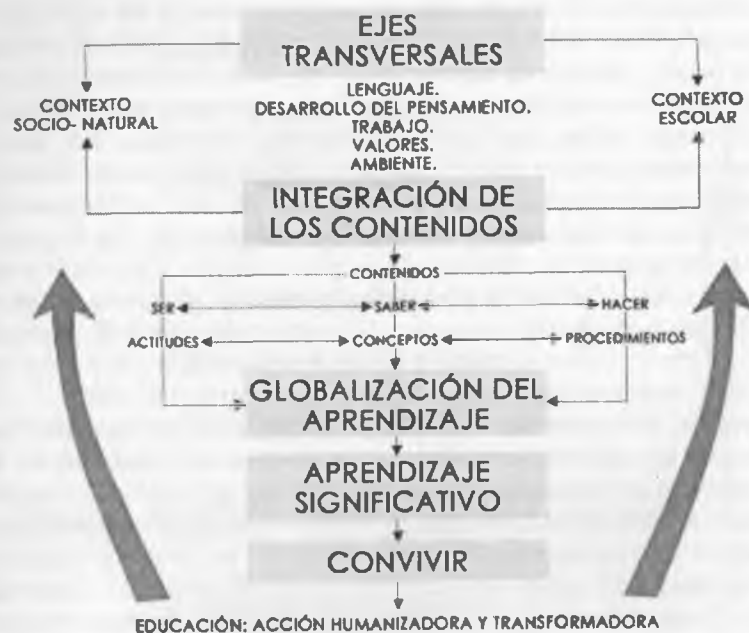 EJES
TRANSVERSALES
LENGUAJE.
DESARROLLO DEL PENSAMIENTO.
TRABAJO.
VALORES.
AMBIENTE.
CONTEXTO
SOCIO- NATURAL
CONTEXTO
ESCOLAR
INTEGRACIÓN DE
LOS CONTENIDOS
CONTENIDOS
SER SABER HACER
ACTITUDES CONCEPTOS PROCEDIMIENTOS
GLOBALIZACIÓN DEL
APRENDIZAJE
APRENDIZAJE
SIGNIFICATIVO
CONVIVIR
EDUCACIÓN: ACCIÓN HUMANIZADORA Y TRANSFORMADORA